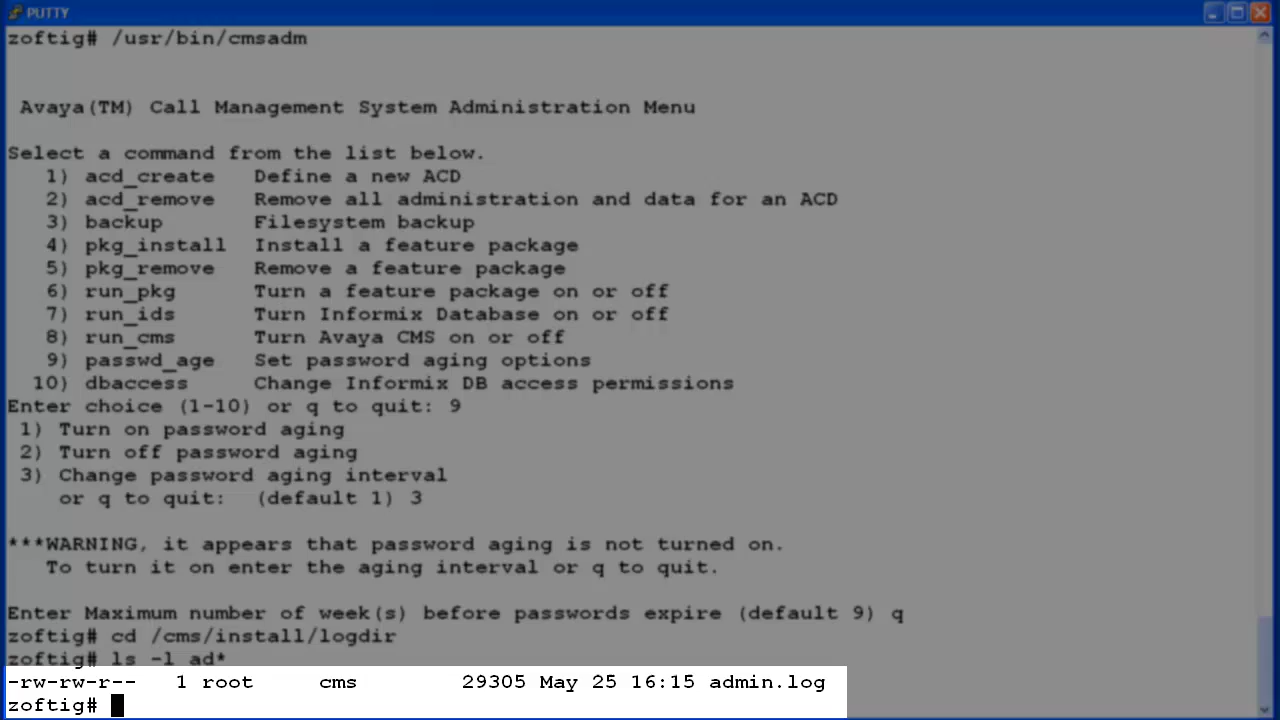 PUTTY
zoftig# /usr/bin/cmsadm
Avaya(TM) Call Management System Administration Menu
Select a command from the list below.
1) acd_create Define a new ACD
2) acd_remove Remove all administration and data for an ACD
3) backup Filesystem backup
4) pkg_install Install a feature package
5) pkg_remove Remove a feature package
6) run_pkg Turn a feature package on or off
7) run_ids Turn Informix Database on or off
8) run_cms Turn Avaya CMS on or off
9) passwd_age Set password aging options
10) dbaccess Change Informix DB access permissions
Enter choice (1-10) or q to quit: 9
1) Turn on password aging
2) Turn off password aging
3) Change password aging interval
or q to quit: (default 1) 3
***WARNING, it appears that password aging is not turned on.
To turn it on enter the aging interval or q to quit.
Enter Maximum number of week(s) before passwords expire (default 9) q
zoftig# cd /cms/install/logdir
zoftig# ls -l ad*
-rw-rw-r-- 1 root cms 29305 May 25 16:15 admin.log
zoftig#